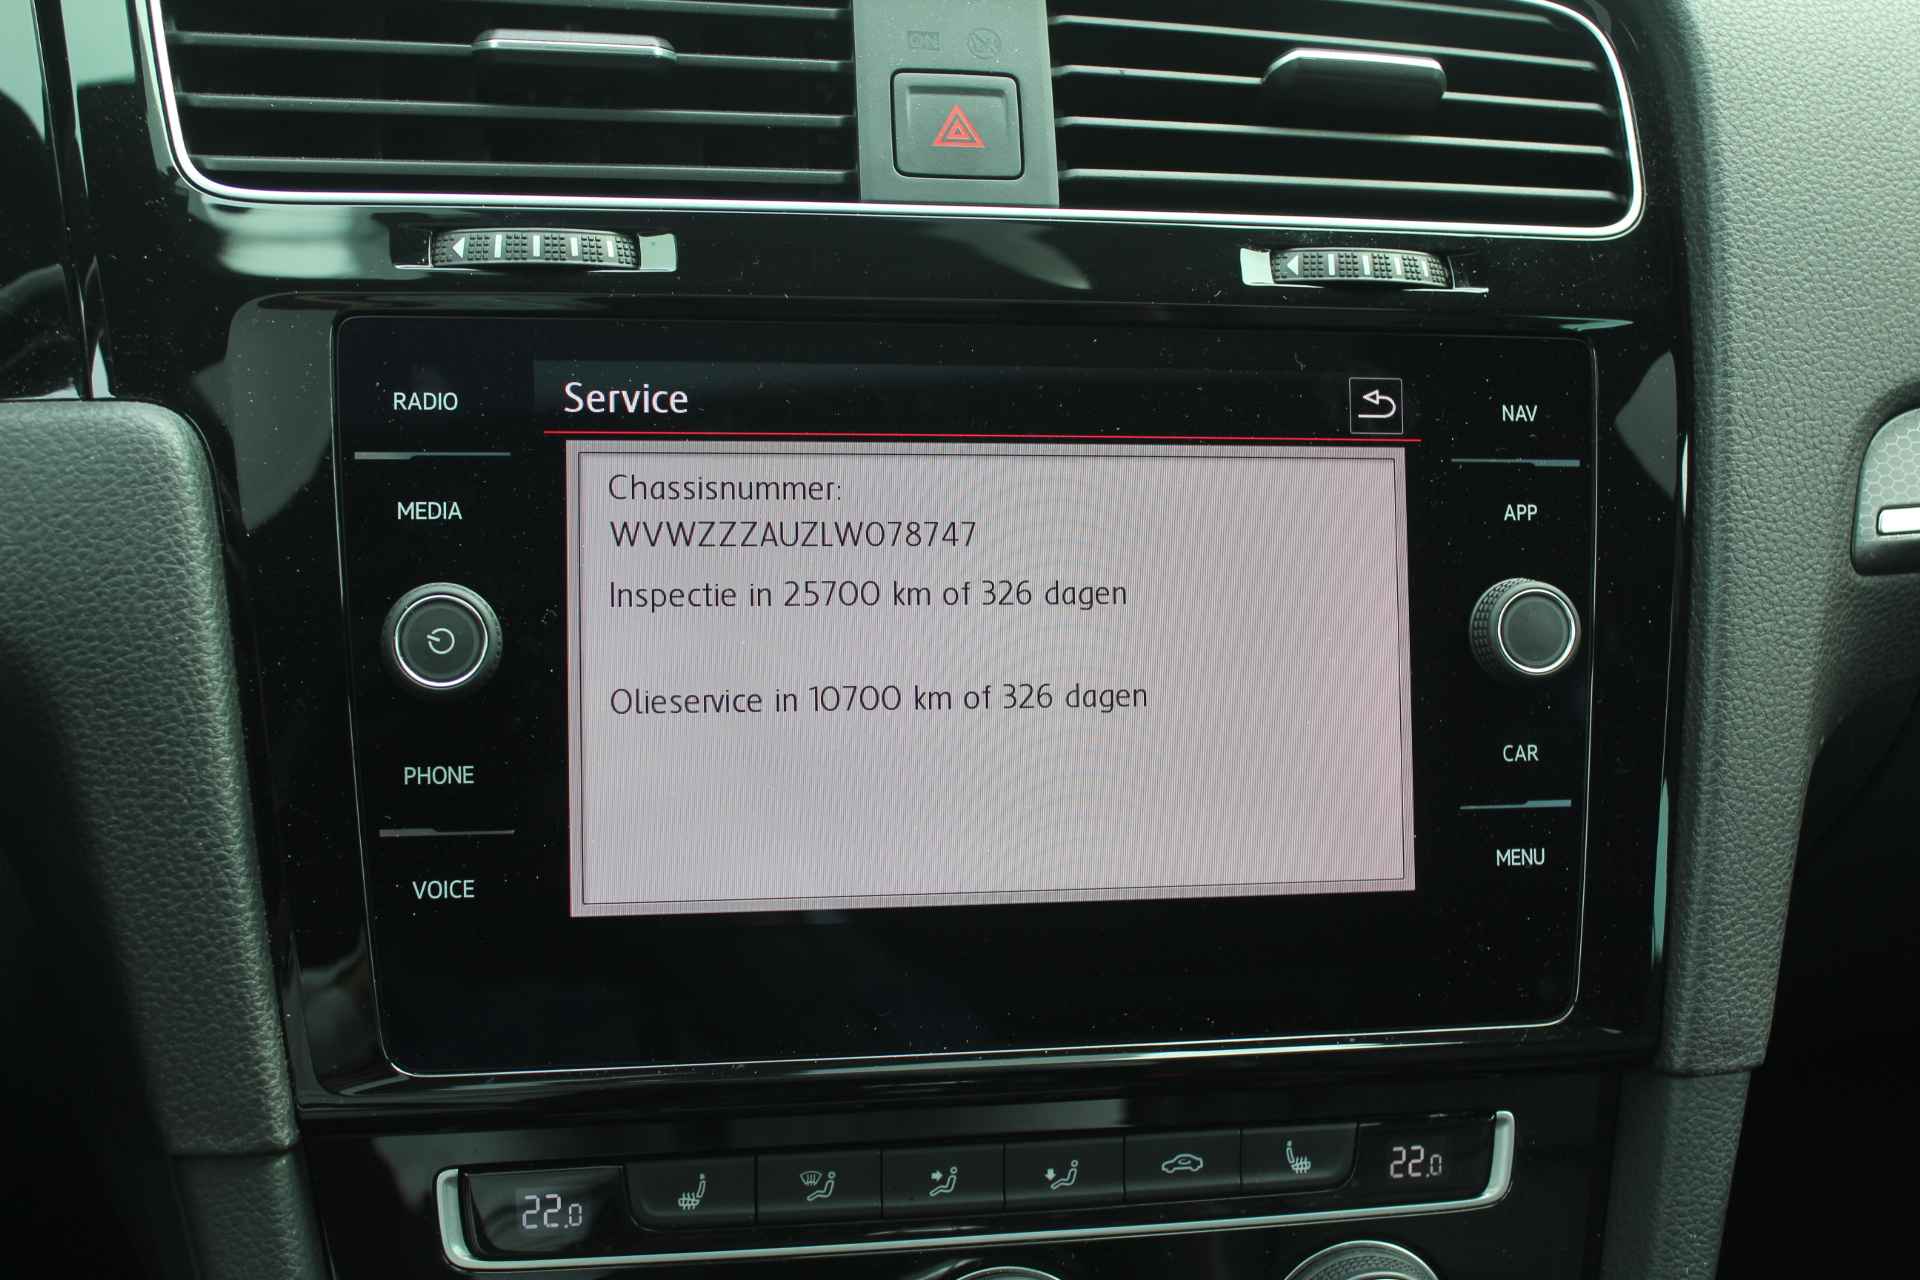 ON
RADIO
MEDIA
PHONE
VOICE
Service
Chassisnummer:
WVWZZZAUZLW078747
Inspectie in 25700 km of 326 dagen
Olieservice in 10700 km of 326 dagen
NAV
APP
CAR
MENU
22.0
22.0